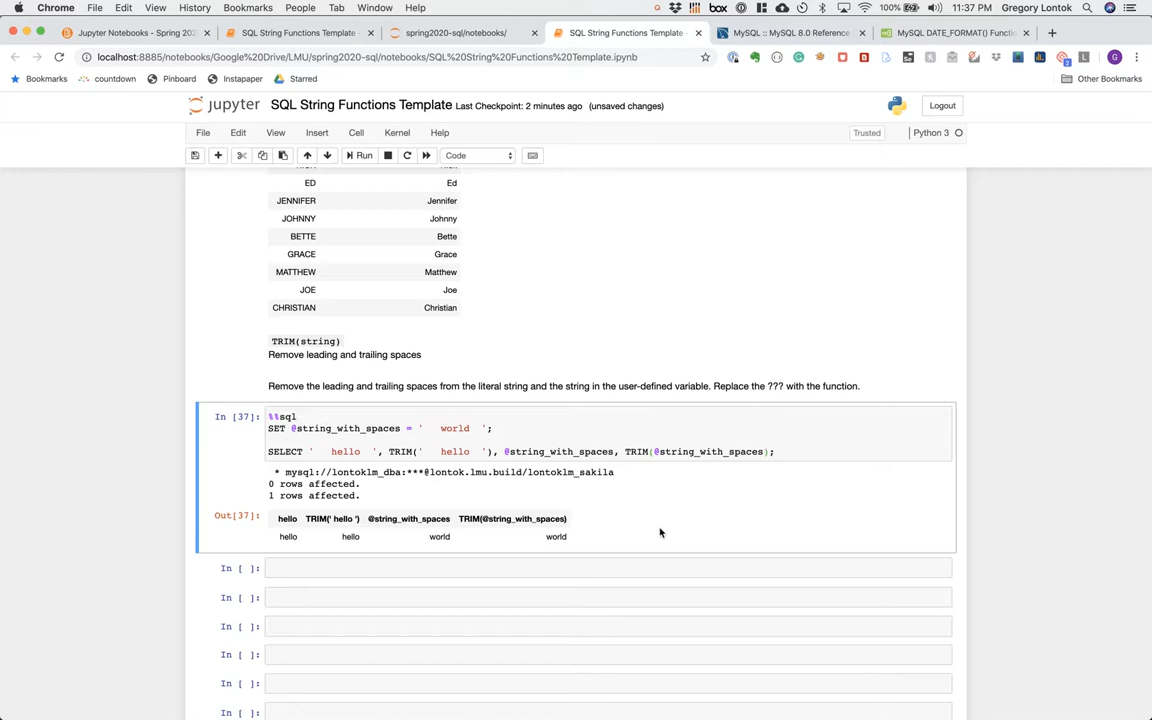 Chrome File Edit View History Bookmarks People Tab Window Help box 100% 11:37 PM Gregory Lontok
Jupyter Notebooks - Spring 202 SQL String Functions Template - spring2020-sql/notebooks/ SQL String Functions Template - MySQL :: MySQL 8.0 Reference MySQL DATE_FORMAT() Functi
localhost:8885/notebooks/Google%20Drive/LMU/spring2020-sql/notebooks/SQL%20String%20Functions%20Template.ipynb
Bookmarks countdown Pinboard Instapaper Starred Other Bookmarks
jupyter SQL String Functions Template Last Checkpoint: 2 minutes ago (unsaved changes) Logout
File Edit View Insert Cell Kernel Help Trusted Python 3
Run Code
ED Ed
JENNIFER Jennifer
JOHNNY Johnny
BETTE Bette
GRACE Grace
MATTHEW Matthew
JOE Joe
CHRISTIAN Christian
TRIM(string)
Remove leading and trailing spaces
Remove the leading and trailing spaces from the literal string and the string in the user-defined variable. Replace the ??? with the function.
In [37]: %%sql
SET @string_with_spaces = '   world  ';
SELECT '   hello  ', TRIM('   hello  '), @string_with_spaces, TRIM(@string_with_spaces);
* mysql://lontoklm_dba:***@lontok.lmu.build/lontoklm_sakila
0 rows affected.
1 rows affected.
Out[37]: hello TRIM(' hello ') @string_with_spaces TRIM(@string_with_spaces)
hello hello world world
In [ ]:
In [ ]:
In [ ]:
In [ ]:
In [ ]:
In [ ]: